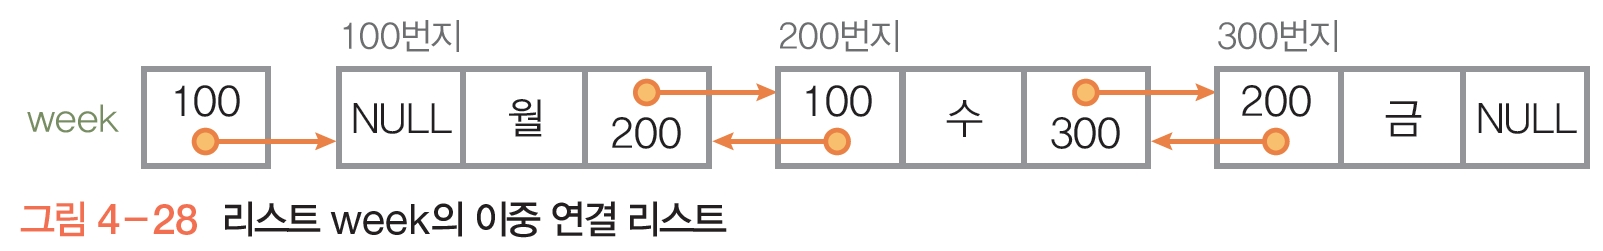 100번지 200번지 300번지
week 100 NULL 월 200 100 수 300 200 금 NULL
그림 4-28 리스트 week의 이중 연결 리스트